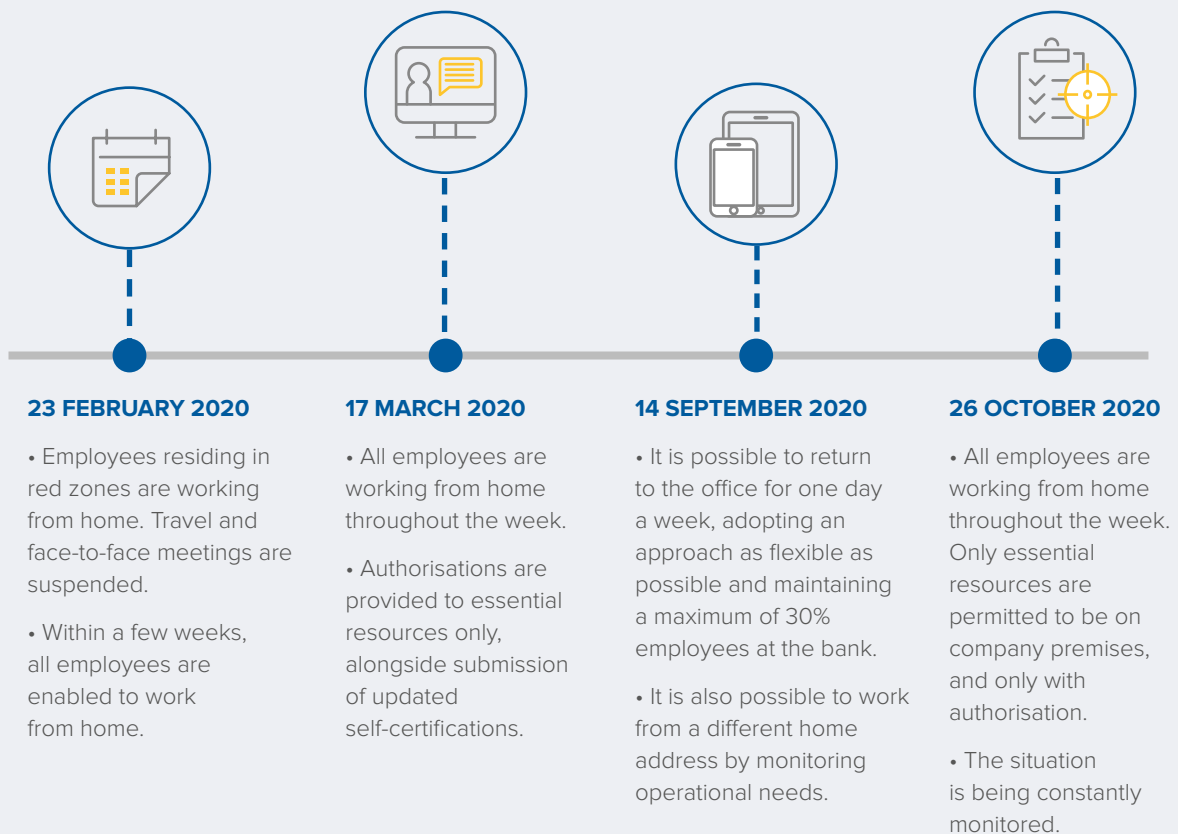 23 FEBRUARY 2020
• Employees residing in
red zones are working
from home. Travel and
face-to-face meetings are
suspended.
• Within a few weeks,
all employees are
enabled to work
from home.
17 MARCH 2020
• All employees are
working from home
throughout the week.
• Authorisations are
provided to essential
resources only,
alongside submission
of updated
self-certifications.
14 SEPTEMBER 2020
• It is possible to return
to the office for one day
a week, adopting an
approach as flexible as
possible and maintaining
a maximum of 30%
employees at the bank.
• It is also possible to work
from a different home
address by monitoring
operational needs.
26 OCTOBER 2020
• All employees are
working from home
throughout the week.
Only essential
resources are
permitted to be on
company premises,
and only with
authorisation.
• The situation
is being constantly
monitored.